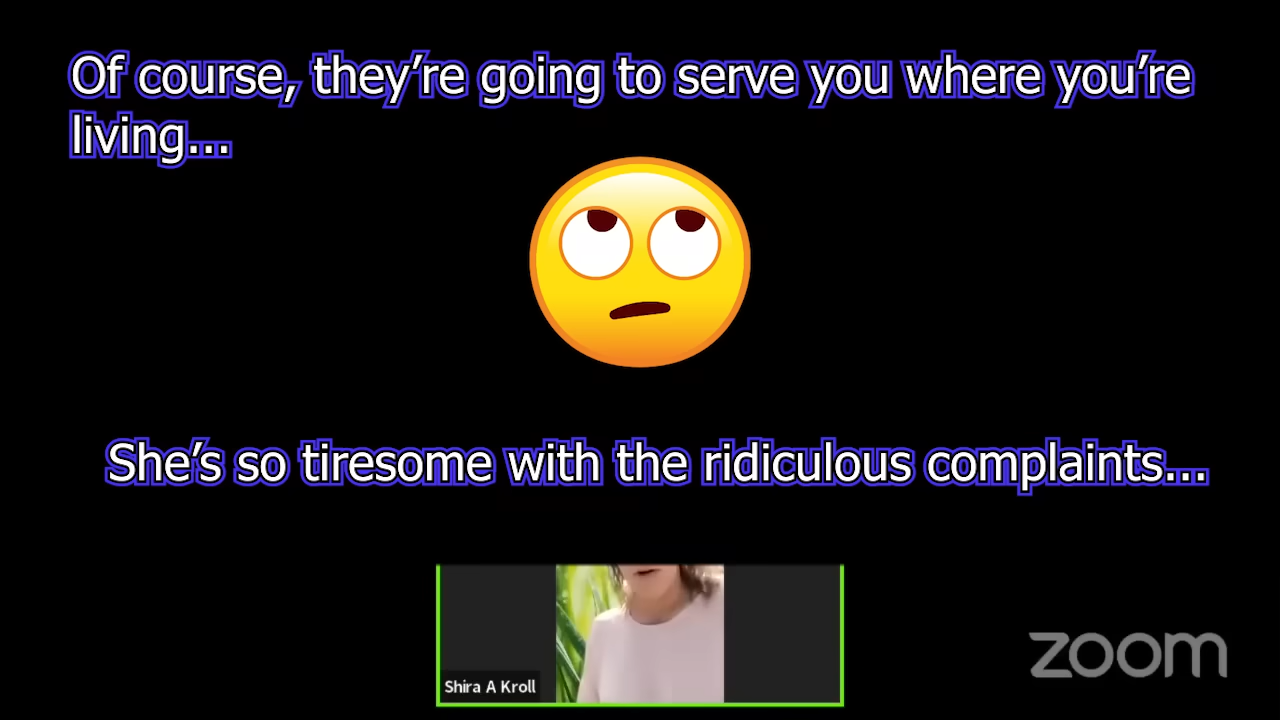 Of course, they’re going to serve you where you’re
living...
She’s so tiresome with the ridiculous complaints...
Shira A Kroll
zoom